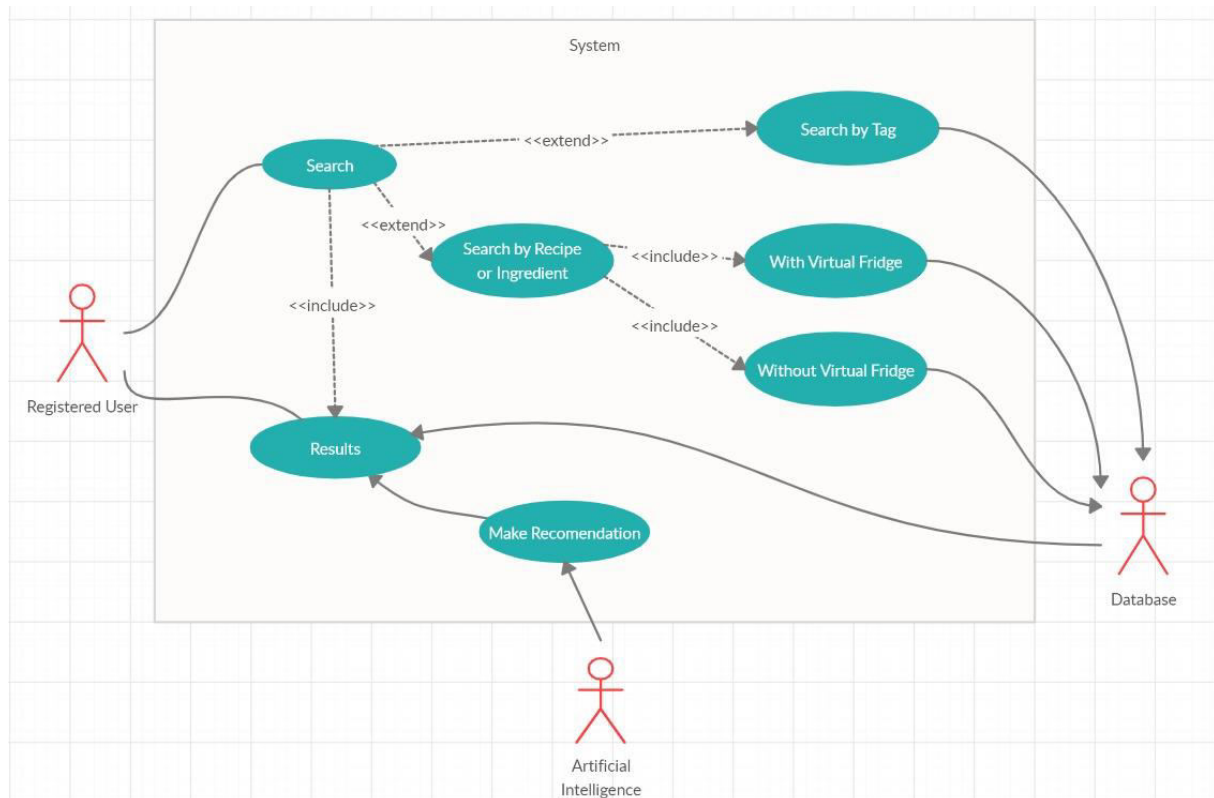 System
Search by Tag
<<extend>>
Search
<<extend>>
Search by Recipe
or Ingredient
<<include>>
With Virtual Fridge
<<include>>
<<include>>
Without Virtual Fridge
Registered User
Results
Make Recomendation
Database
Artificial
Intelligence